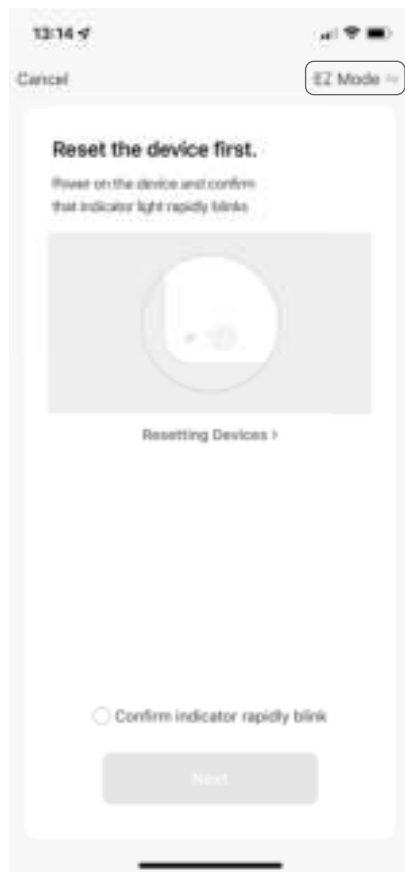 13:14
Cancel
EZ Mode
Reset the device first.
Power on the device and confirm
that indicator light rapidly blinks
Resetting Devices >
Confirm indicator rapidly blink
Next